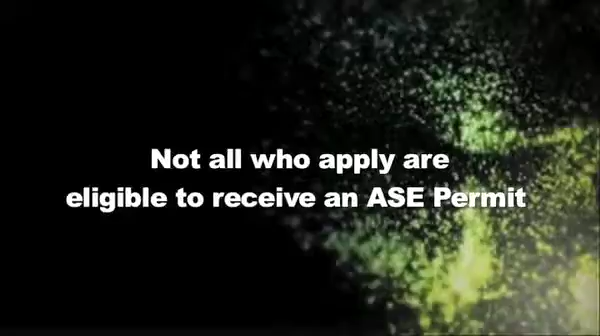 Not all who apply are
eligible to receive an ASE Permit